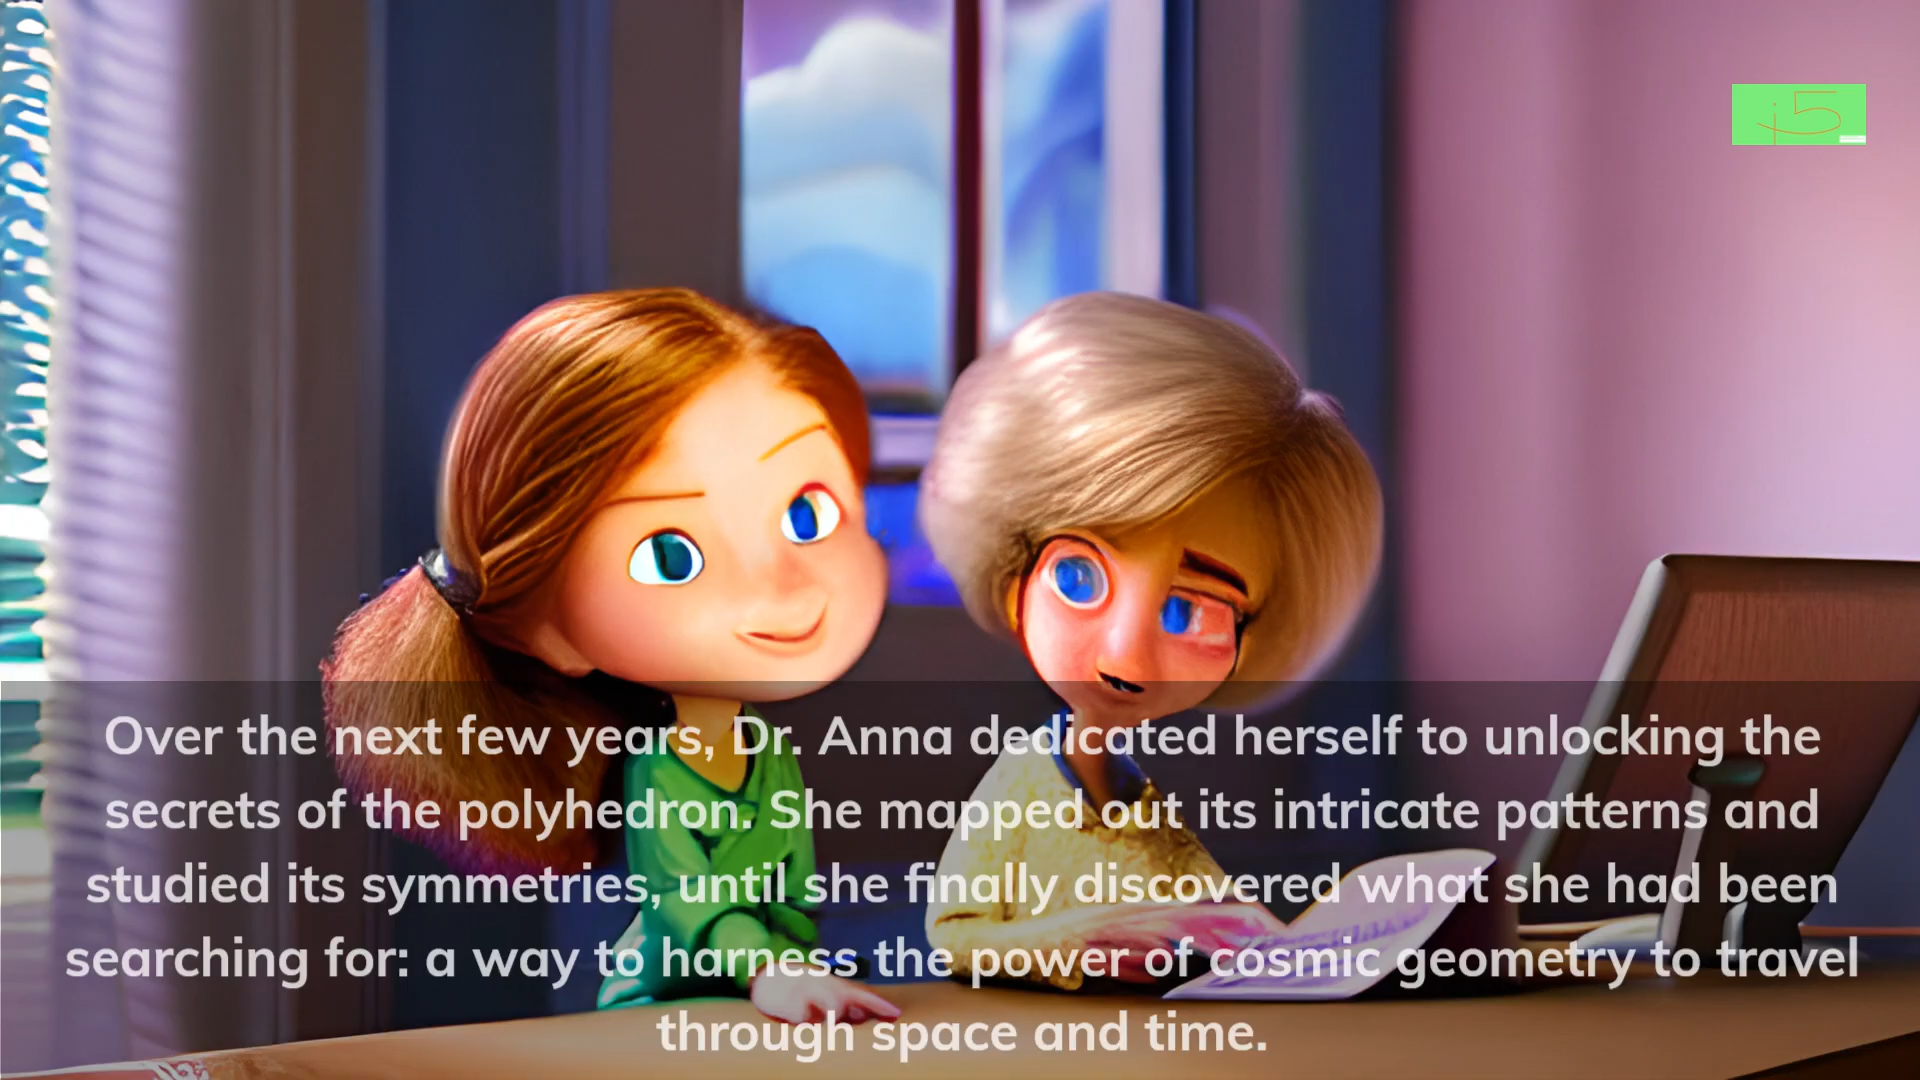 i5
Over the next few years, Dr. Anna dedicated herself to unlocking the
secrets of the polyhedron. She mapped out its intricate patterns and
studied its symmetries, until she finally discovered what she had been
searching for: a way to harness the power of cosmic geometry to travel
through space and time.